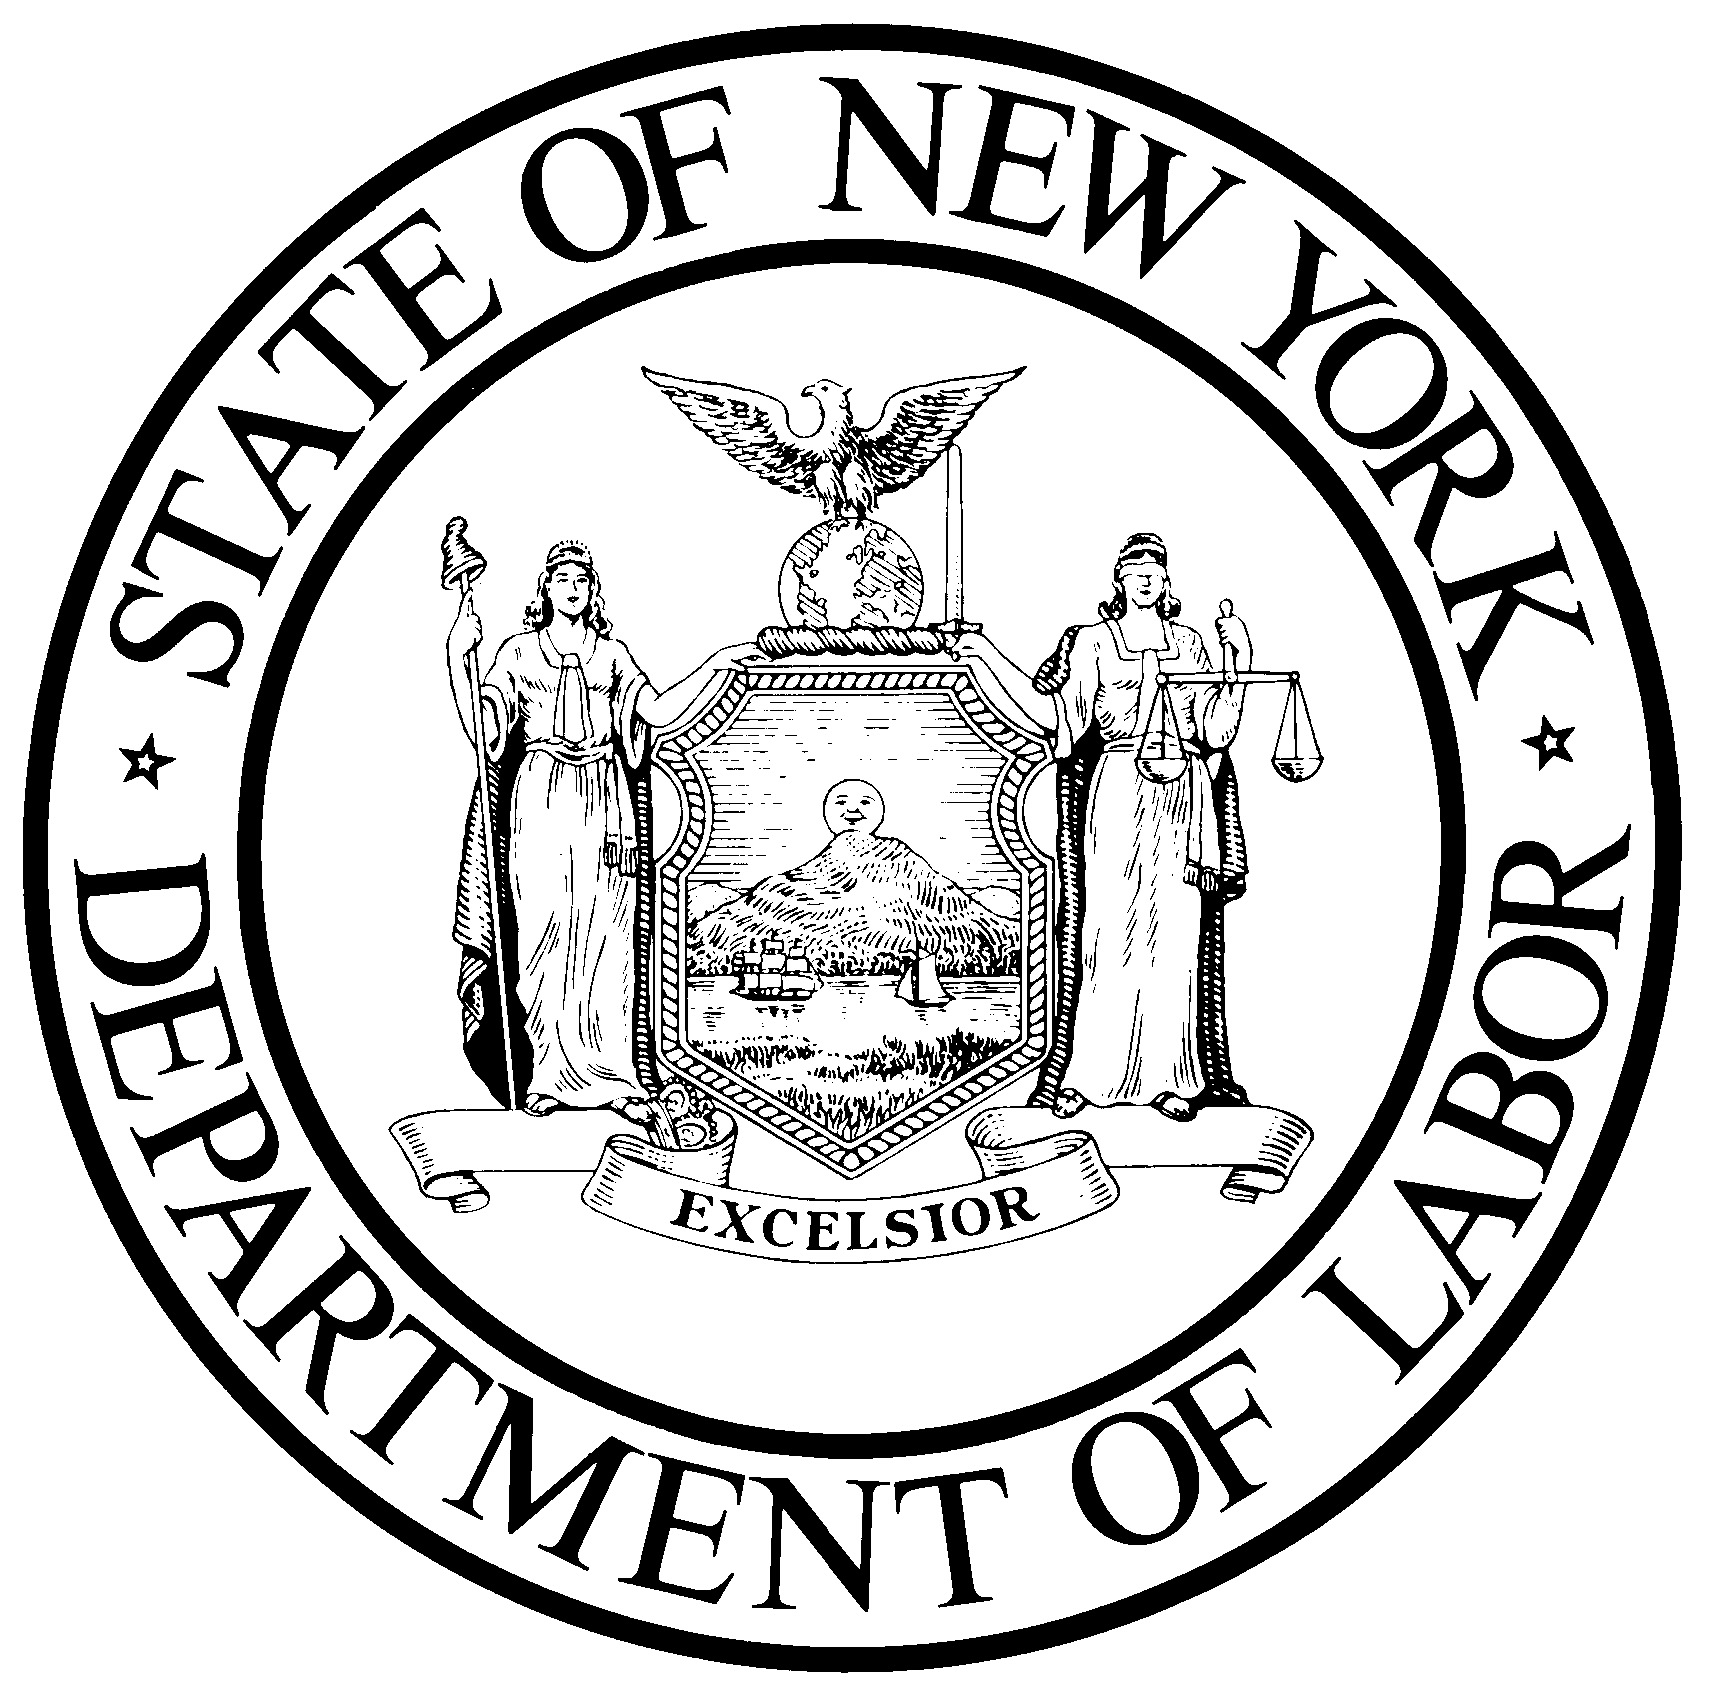 STATE OF NEW YORK
EXCELSIOR
DEPARTMENT OF LABOR